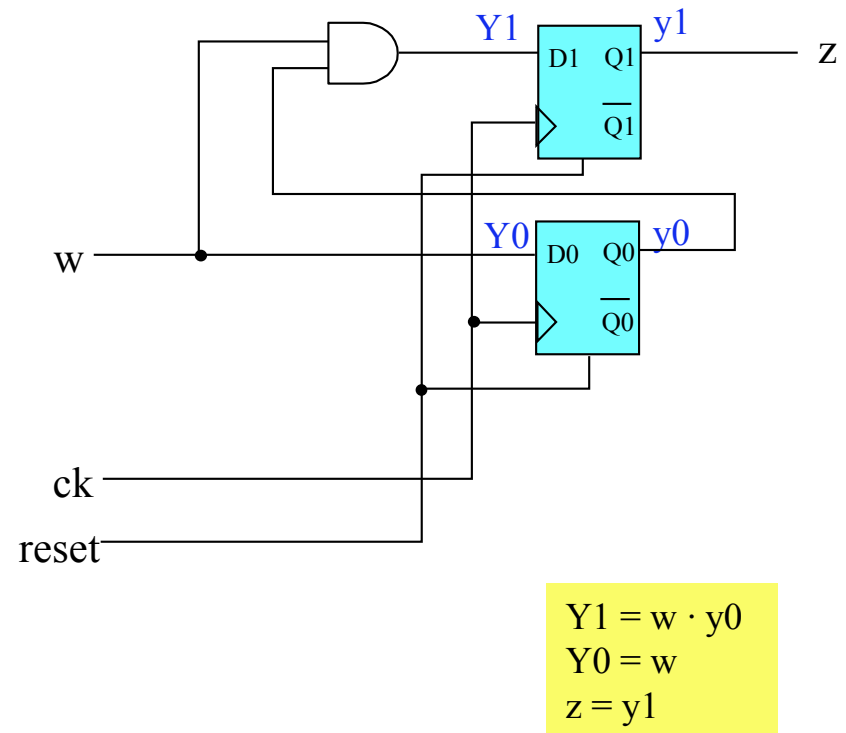 Y1
y1
z
D1
Q1
Q1
Y0
y0
w
D0
Q0
Q0
ck
reset
Y1 = w · y0
Y0 = w
z = y1